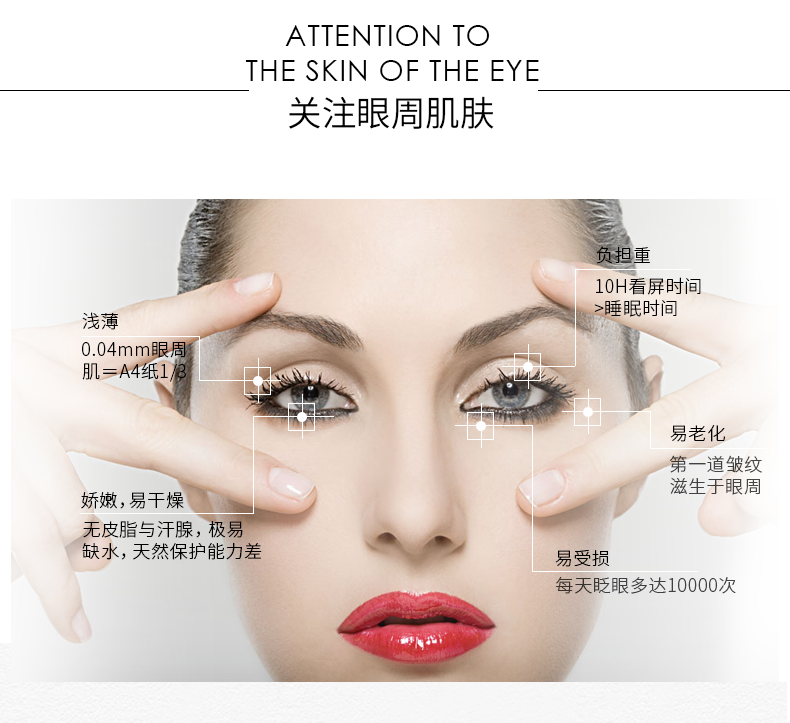 ATTENTION TO
THE SKIN OF THE EYE
关注眼周肌肤
负担重
10H看屏时间
>睡眠时间
浅薄
0.04mm眼周
肌＝A4纸1/3
易老化
第一道皱纹
滋生于眼周
娇嫩，易干燥
无皮脂与汗腺，极易
缺水，天然保护能力差
易受损
每天眨眼多达10000次